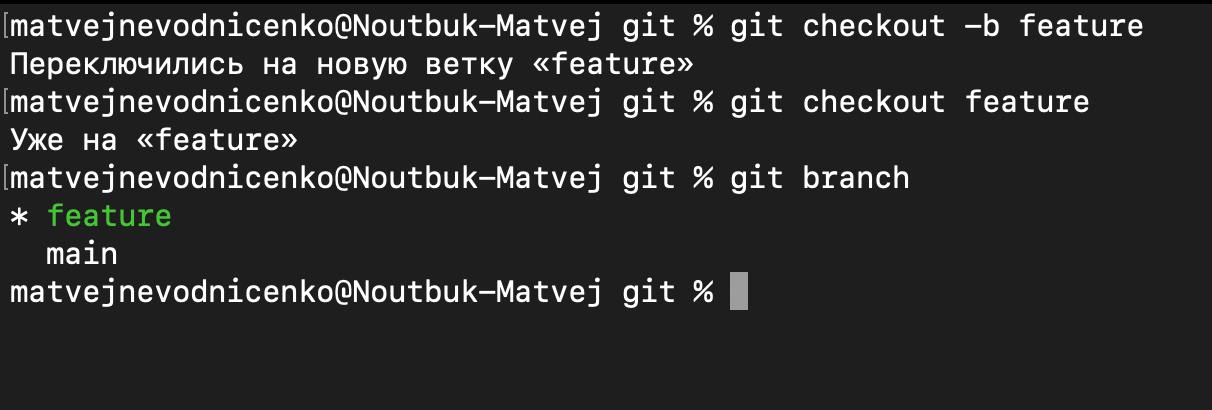 [matvejnevodnicenko@Noutbuk-Matvej git % git checkout -b feature
Переключились на новую ветку «feature»
[matvejnevodnicenko@Noutbuk-Matvej git % git checkout feature
Уже на «feature»
[matvejnevodnicenko@Noutbuk-Matvej git % git branch
* feature
  main
matvejnevodnicenko@Noutbuk-Matvej git %